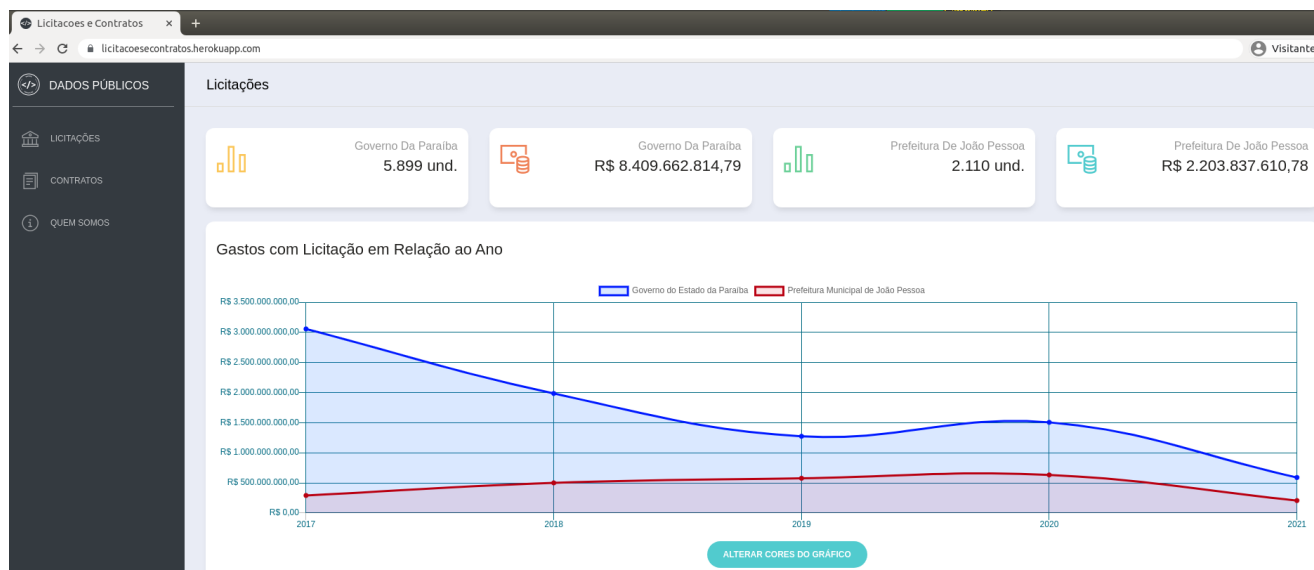 Licitacoes e Contratos
licitacoesecontratos.herokuapp.com
Visitante
DADOS PÚBLICOS
LICITAÇÕES
CONTRATOS
QUEM SOMOS
Licitações
Governo Da Paraíba
5.899 und.
Governo Da Paraíba
R$ 8.409.662.814,79
Prefeitura De João Pessoa
2.110 und.
Prefeitura De João Pessoa
R$ 2.203.837.610,78
Gastos com Licitação em Relação ao Ano
Governo do Estado da Paraíba Prefeitura Municipal de João Pessoa
R$ 3.500.000.000,00
R$ 3.000.000.000,00
R$ 2.500.000.000,00
R$ 2.000.000.000,00
R$ 1.500.000.000,00
R$ 1.000.000.000,00
R$ 500.000.000,00
R$ 0,00
2017 2018 2019 2020 2021
ALTERAR CORES DO GRÁFICO